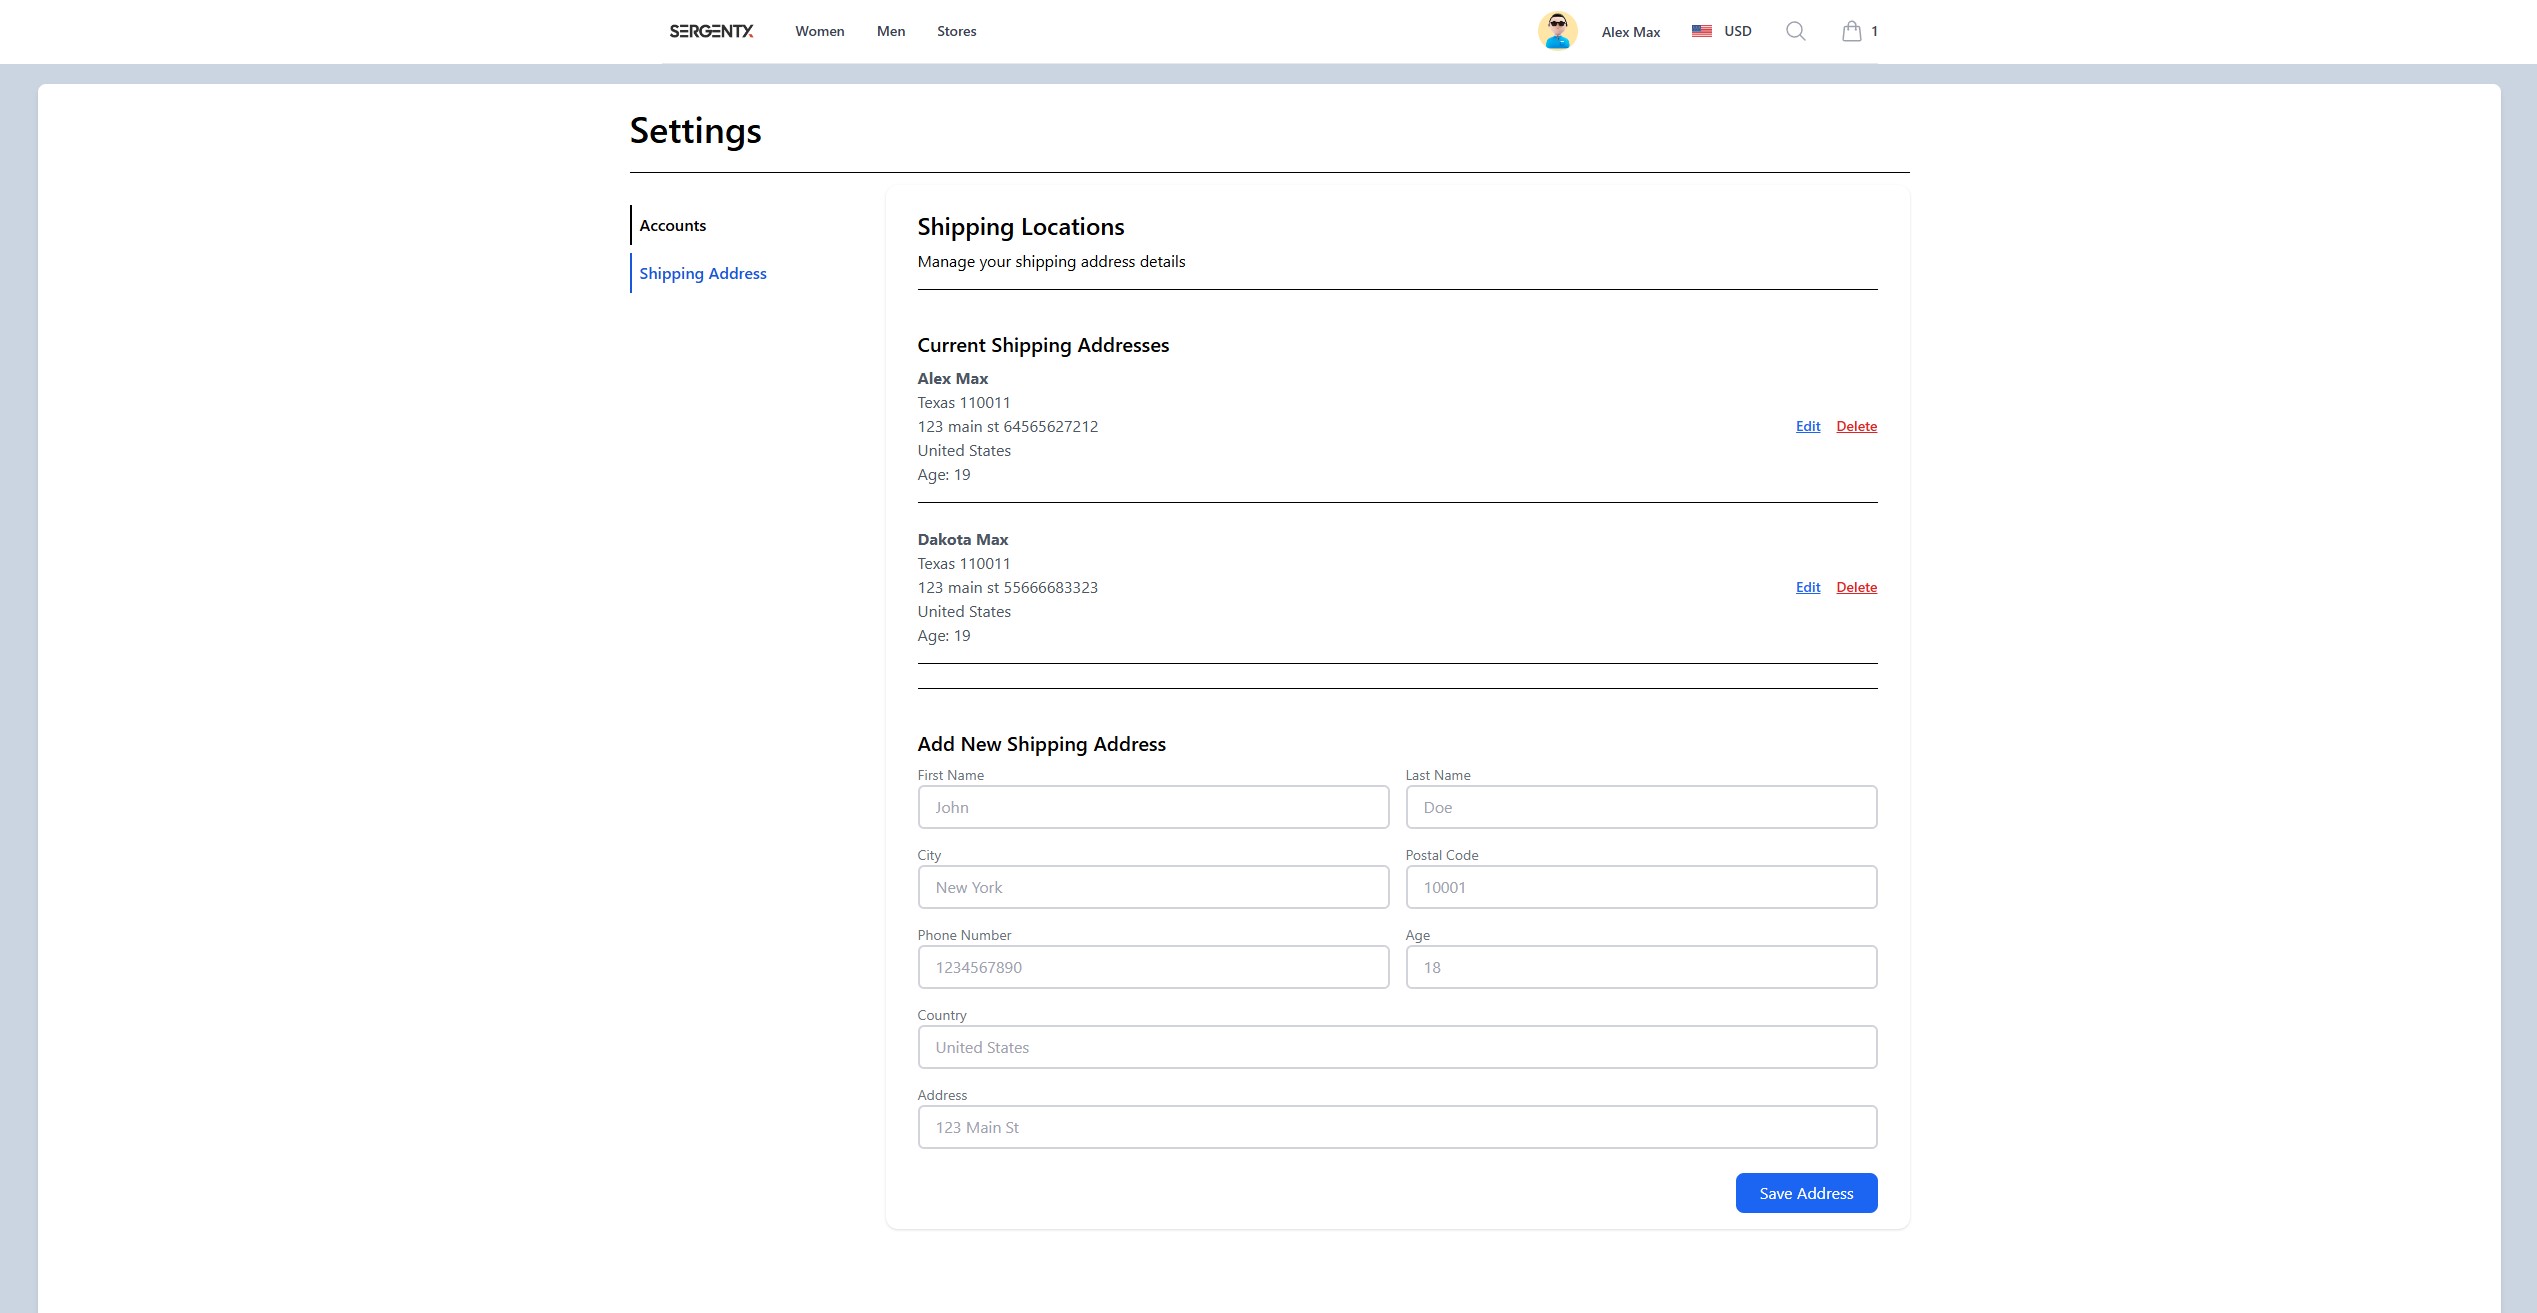 SERGENTX Women Men Stores Alex Max USD 1
Settings
Accounts
Shipping Address
Shipping Locations
Manage your shipping address details
Current Shipping Addresses
Alex Max
Texas 110011
123 main st 64565627212
United States
Age: 19
Edit Delete
Dakota Max
Texas 110011
123 main st 55666683323
United States
Age: 19
Edit Delete
Add New Shipping Address
First Name
John
Last Name
Doe
City
New York
Postal Code
10001
Phone Number
1234567890
Age
18
Country
United States
Address
123 Main St
Save Address